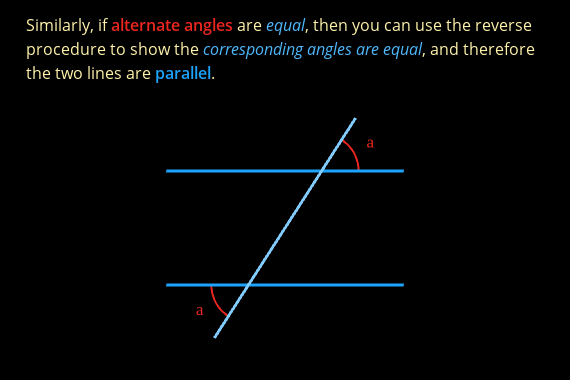 Similarly, if alternate angles are equal, then you can use the reverse
procedure to show the corresponding angles are equal, and therefore
the two lines are parallel.
a
a